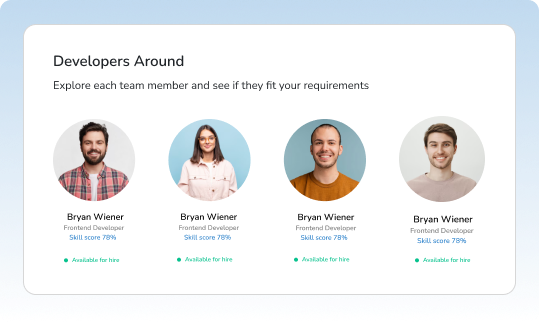 Developers Around
Explore each team member and see if they fit your requirements
Bryan Wiener
Frontend Developer
Skill score 78%
Available for hire
Bryan Wiener
Frontend Developer
Skill score 78%
Available for hire
Bryan Wiener
Frontend Developer
Skill score 78%
Available for hire
Bryan Wiener
Frontend Developer
Skill score 78%
Available for hire